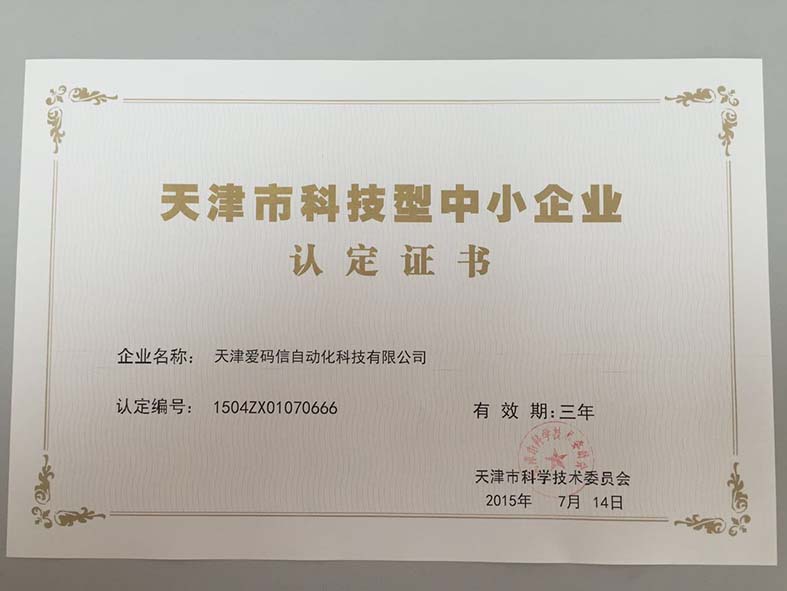 天津市科技型中小企业
认定证书
企业名称： 天津爱码信自动化科技有限公司
认定编号： 1504ZX01070666 有 效 期：三年
天津市科学技术委员会
2015年 7月 14日